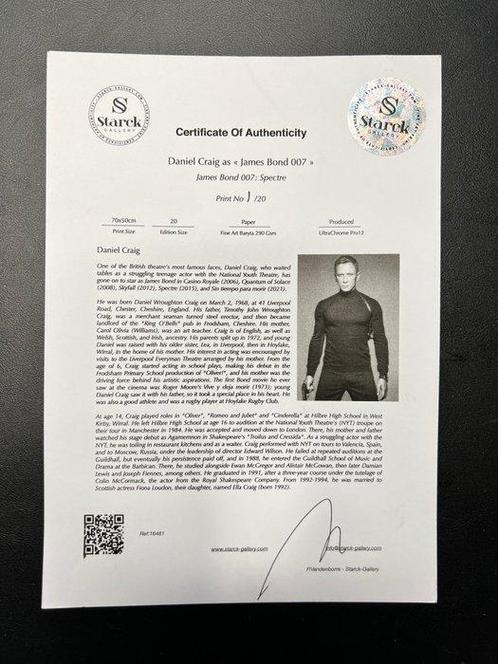 STARCK-GALLERY.COM
S
Starck
GALLERY
Starck
GALLERY
Certificate Of Authenticity
Daniel Craig as « James Bond 007 »
James Bond 007: Spectre
Print No 1 /20
70x50cm 20 Paper Produced
Print Size Edition Size Fine Art Baryta 290 Gsm UltraChrome Pro12
Daniel Craig
One of the British theatre's most famous faces, Daniel Craig, who waited
tables as a struggling teenage actor with the National Youth Theatre, has
gone on to star as James Bond in Casino Royale (2006), Quantum of Solace
(2008), Skyfall (2012), Spectre (2015), and Sin tiempo para morir (2021).
He was born Daniel Wroughton Craig on March 2, 1968, at 41 Liverpool
Road, Chester, Cheshire, England. His father, Timothy John Wroughton
Craig, was a merchant seaman turned steel erector, and then became
landlord of the "Ring O'Bells" pub in Frodsham, Cheshire. His mother,
Carol Olivia (Williams), was an art teacher. Craig is of English, as well as
Welsh, Scottish, and Irish, ancestry. His parents split up in 1972, and young
Daniel was raised with his older sister, Lea, in Liverpool, then in Hoylake,
Wirral, in the home of his mother. His interest in acting was encouraged by
visits to the Liverpool Everyman Theatre arranged by his mother. From the
age of 6, Craig started acting in school plays, making his debut in the
Frodsham Primary School production of "Oliver!", and his mother was the
driving force behind his artistic aspirations. The first Bond movie he ever
saw at the cinema was Roger Moore's Vive y deja morir (1973); young
Daniel Craig saw it with his father, so it took a special place in his heart. He
was also a good athlete and was a rugby player at Hoylake Rugby Club.
At age 14, Craig played roles in "Oliver", "Romeo and Juliet" and "Cinderella" at Hilbre High School in West
Kirby, Wirral. He left Hilbre High School at age 16 to audition at the National Youth Theatre's (NYT) troupe on
their tour in Manchester in 1984. He was accepted and moved down to London. There, his mother and father
watched his stage debut as Agamemnon in Shakespeare's "Troilus and Cressida". As a struggling actor with the
NYT, he was toiling in restaurant kitchens and as a waiter. Craig performed with NYT on tours to Valencia, Spain,
and to Moscow, Russia, under the leadership of director Edward Wilson. He failed at repeated auditions at the
Guildhall, but eventually his persistence paid off, and in 1988, he entered the Guildhall School of Music and
Drama at the Barbican. There, he studied alongside Ewan McGregor and Alistair McGowan, then later Damian
Lewis and Joseph Fiennes, among others. He graduated in 1991, after a three-year course under the tutelage of
Colin McCormack, the actor from the Royal Shakespeare Company. From 1992-1994, he was married to
Scottish actress Fiona Loudon, their daughter, named Ella Craig (born 1992).
Ref:16481
www.starck-gallery.com
info@starck-gallery.com
P.Vandenborre - Starck-Gallery